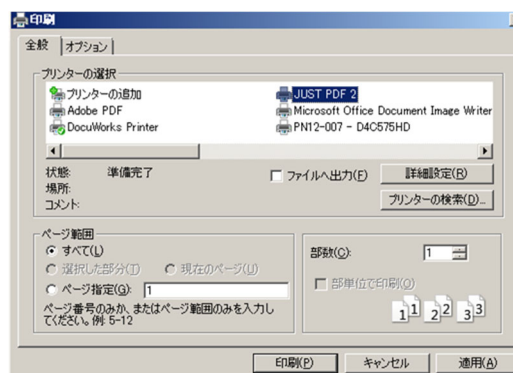 印刷
全般 オプション
プリンターの選択
プリンターの追加
Adobe PDF
DocuWorks Printer
JUST PDF 2
Microsoft Office Document Image Writer
PN12-007 - D4C575HD
状態: 準備完了
場所:
コメント:
ファイルへ出力(F)
詳細設定(R)
プリンターの検索(D)...
ページ範囲
すべて(L)
選択した部分(T) 現在のページ(U)
ページ指定(G): 1
ページ番号のみか、またはページ範囲のみを入力し
てください。例: 5-12
部数(C): 1
部単位で印刷(O)
1 1 2 2 3 3
印刷(P) キャンセル 適用(A)